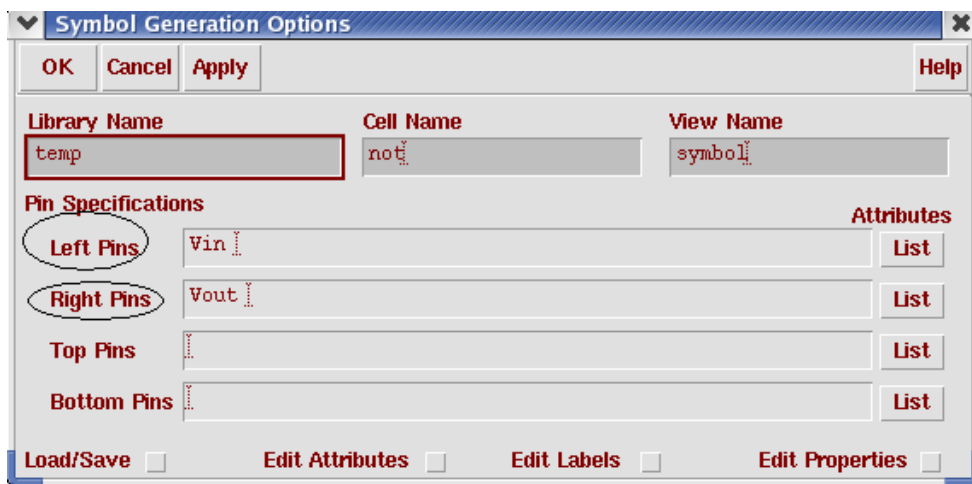 Symbol Generation Options
OK Cancel Apply Help
Library Name Cell Name View Name
temp not symbol
Pin Specifications
Attributes
Left Pins Vin List
Right Pins Vout List
Top Pins List
Bottom Pins List
Load/Save Edit Attributes Edit Labels Edit Properties